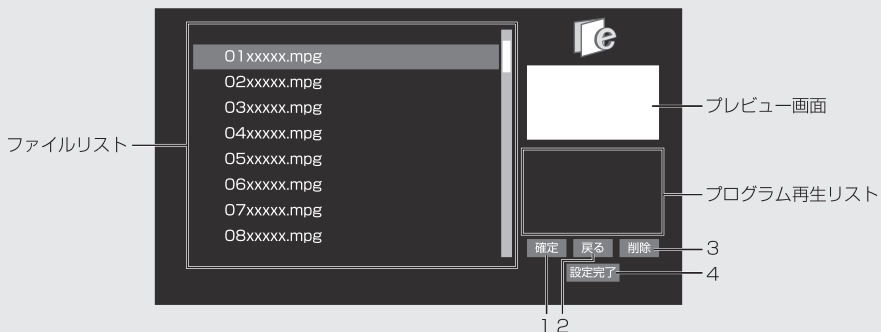 ファイルリスト
01xxxxx.mpg
02xxxxx.mpg
03xxxxx.mpg
04xxxxx.mpg
05xxxxx.mpg
06xxxxx.mpg
07xxxxx.mpg
08xxxxx.mpg
e
プレビュー画面
プログラム再生リスト
確定 戻る 削除 3
設定完了 4
1 2